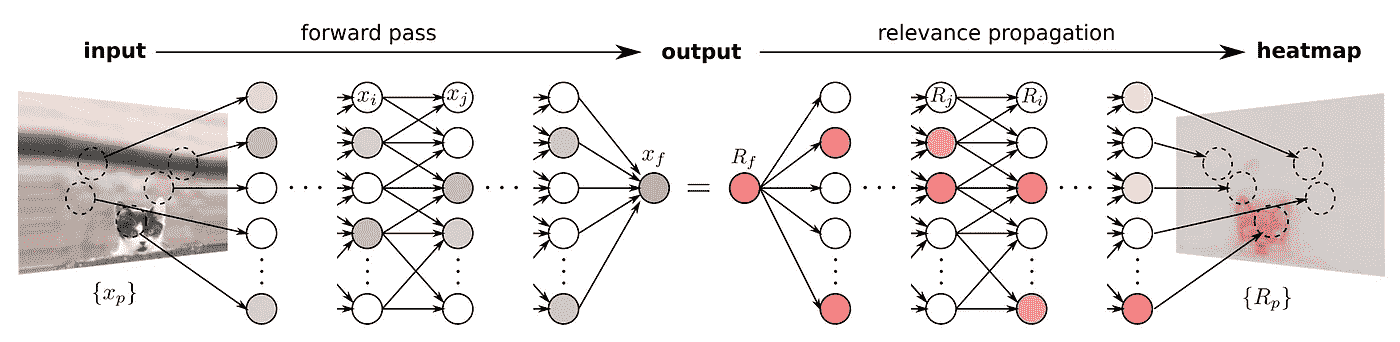 forward pass
relevance propagation
input
output
heatmap
x_i
x_j
R_j
R_i
x_f
=
R_f
{x_p}
{R_p}